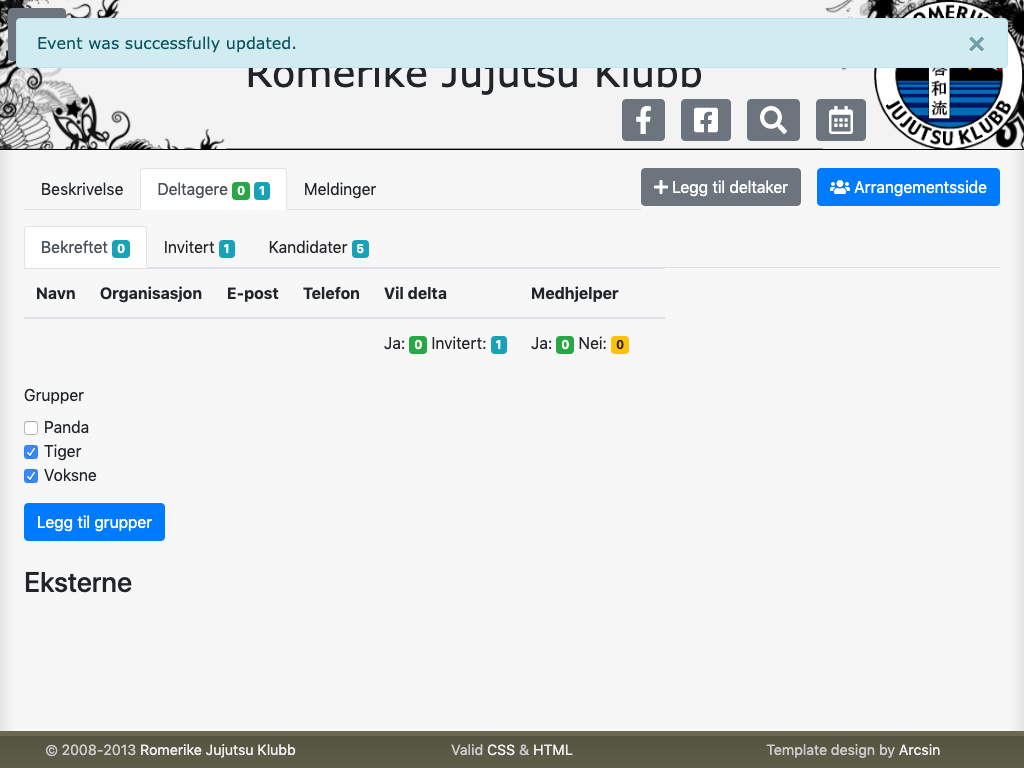 Event was successfully updated.
×
Romerike Jujutsu Klubb
ROMERIKE
啓和流
JUJUTSU KLUBB
Beskrivelse
Deltagere 0 1
Meldinger
Legg til deltaker
Arrangementsside
Bekreftet 0
Invitert 1
Kandidater 5
Navn Organisasjon E-post Telefon Vil delta Medhjelper
Ja: 0 Invitert: 1 Ja: 0 Nei: 0
Grupper
Panda
Tiger
Voksne
Legg til grupper
Eksterne
© 2008-2013 Romerike Jujutsu Klubb
Valid CSS & HTML
Template design by Arcsin